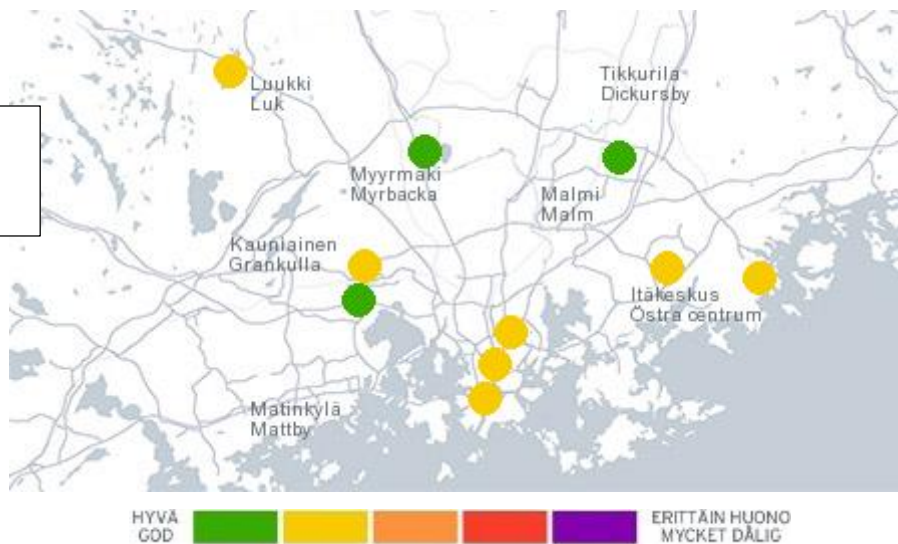 Luukki
Luk
Tikkurila
Dickursby
Myyrmäki
Myrbacka
Malmi
Malm
Kauniainen
Grankulla
Itäkeskus
Östra centrum
Matinkylä
Mattby
HYVÄ
GOD
ERITTÄIN HUONO
MYCKET DÅLIG